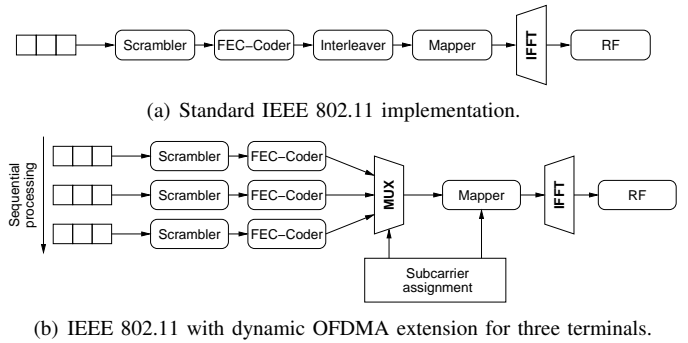 Scrambler FEC−Coder Interleaver Mapper IFFT RF
(a) Standard IEEE 802.11 implementation.
Sequential
processing
Scrambler FEC−Coder
Scrambler FEC−Coder MUX Mapper IFFT RF
Scrambler FEC−Coder
Subcarrier
assignment
(b) IEEE 802.11 with dynamic OFDMA extension for three terminals.